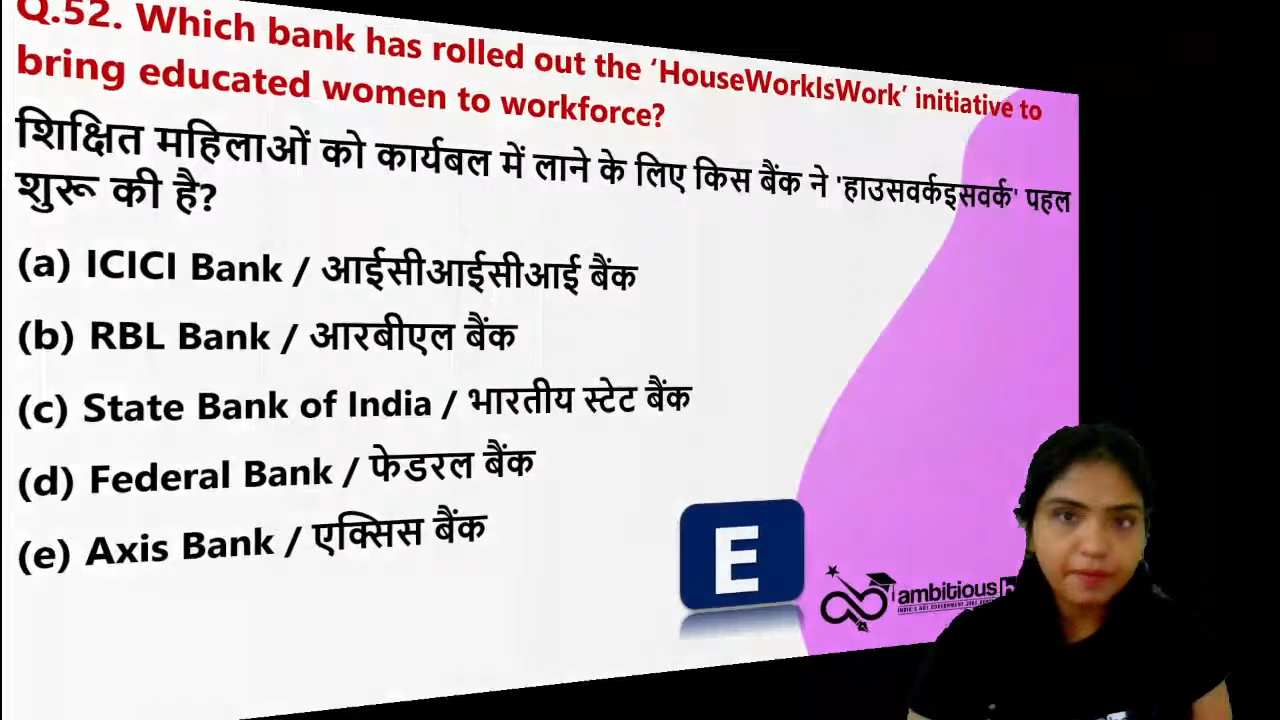 Q.52. Which bank has rolled out the ‘HouseWorkIsWork’ initiative to
bring educated women to workforce?
शिक्षित महिलाओं को कार्यबल में लाने के लिए किस बैंक ने 'हाउसवर्कइसवर्क' पहल
शुरू की है?
(a) ICICI Bank / आईसीआईसीआई बैंक
(b) RBL Bank / आरबीएल बैंक
(c) State Bank of India / भारतीय स्टेट बैंक
(d) Federal Bank / फेडरल बैंक
(e) Axis Bank / एक्सिस बैंक
E
ambitious